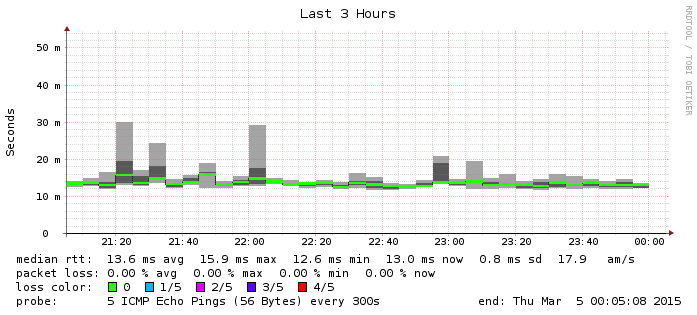 Last 3 Hours
RRDTOOL / TOBI OETIKER
Seconds
50 m
40 m
30 m
20 m
10 m
0
21:20 21:40 22:00 22:20 22:40 23:00 23:20 23:40 00:00
median rtt: 13.6 ms avg 15.9 ms max 12.6 ms min 13.0 ms now 0.8 ms sd 17.9 am/s
packet loss: 0.00 % avg 0.00 % max 0.00 % min 0.00 % now
loss color: 0 1/5 2/5 3/5 4/5
probe: 5 ICMP Echo Pings (56 Bytes) every 300s end: Thu Mar 5 00:05:08 2015